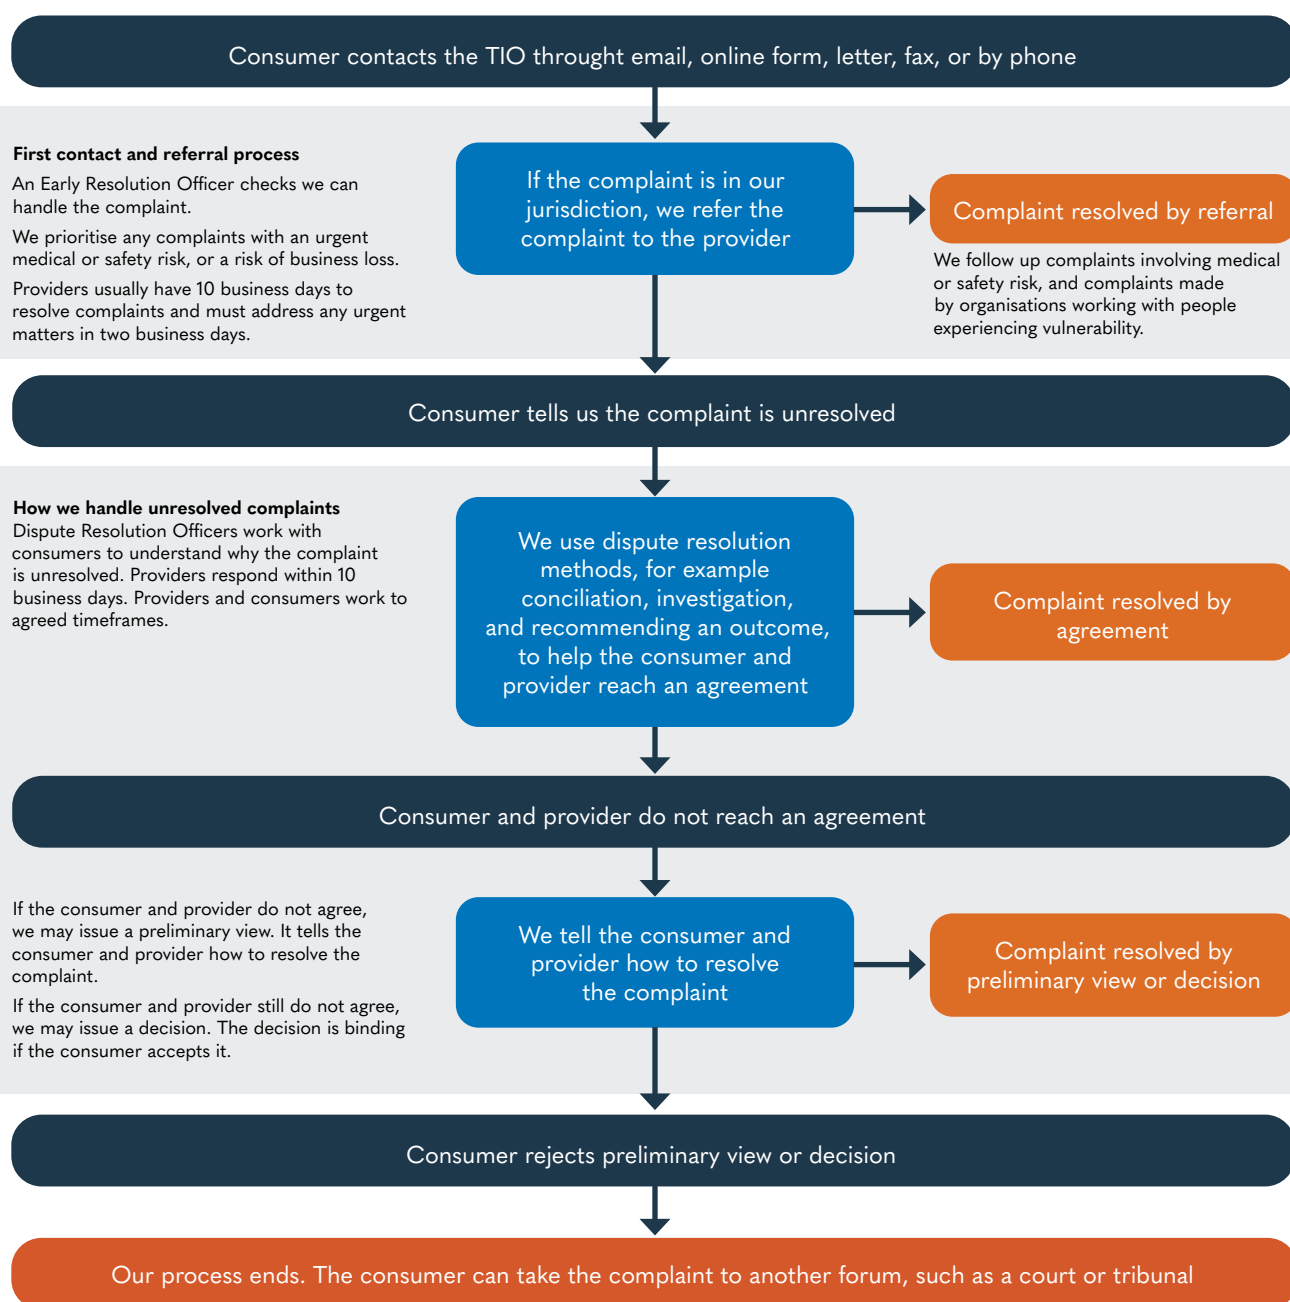 Consumer contacts the TIO throught email, online form, letter, fax, or by phone
First contact and referral process
An Early Resolution Officer checks we can
handle the complaint.
We prioritise any complaints with an urgent
medical or safety risk, or a risk of business loss.
Providers usually have 10 business days to
resolve complaints and must address any urgent
matters in two business days.
If the complaint is in our
jurisdiction, we refer the
complaint to the provider
Complaint resolved by referral
We follow up complaints involving medical
or safety risk, and complaints made
by organisations working with people
experiencing vulnerability.
Consumer tells us the complaint is unresolved
How we handle unresolved complaints
Dispute Resolution Officers work with
consumers to understand why the complaint
is unresolved. Providers respond within 10
business days. Providers and consumers work to
agreed timeframes.
We use dispute resolution
methods, for example
conciliation, investigation,
and recommending an outcome,
to help the consumer and
provider reach an agreement
Complaint resolved by
agreement
Consumer and provider do not reach an agreement
If the consumer and provider do not agree,
we may issue a preliminary view. It tells the
consumer and provider how to resolve the
complaint.
If the consumer and provider still do not agree,
we may issue a decision. The decision is binding
if the consumer accepts it.
We tell the consumer and
provider how to resolve
the complaint
Complaint resolved by
preliminary view or decision
Consumer rejects preliminary view or decision
Our process ends. The consumer can take the complaint to another forum, such as a court or tribunal